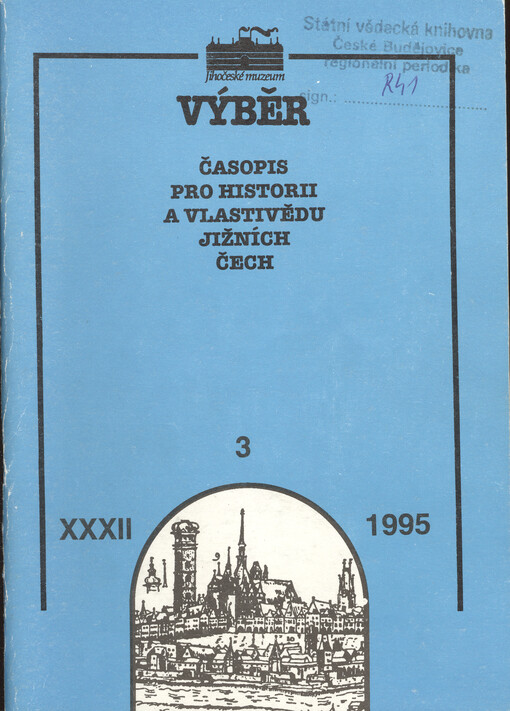 Státní vědecká knihovna
České Budějovice
regionální periodika
sign.: R41
Jihočeské muzeum
VÝBĚR
ČASOPIS
PRO HISTORII
A VLASTIVĚDU
JIŽNÍCH
ČECH
3
XXXII
1995